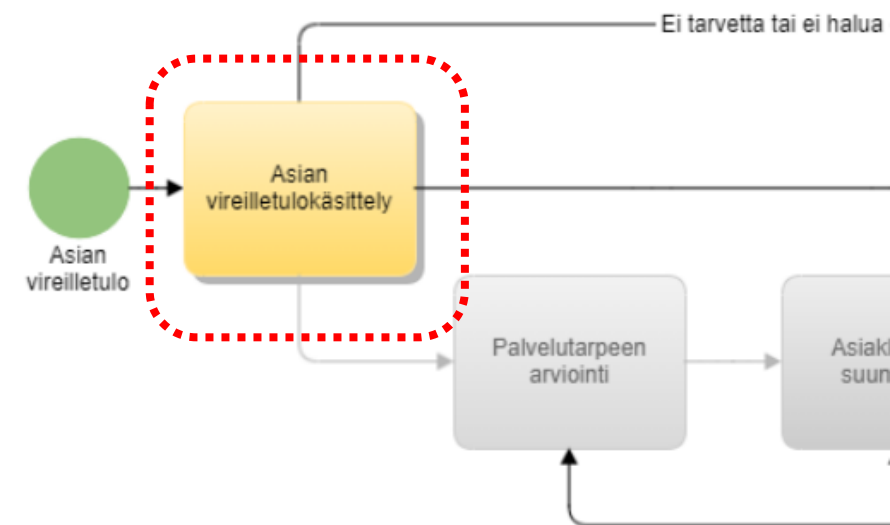 Ei tarvetta tai ei halua
Asian
vireilletulokäsittely
Asian
vireilletulo
Palvelutarpeen
arviointi